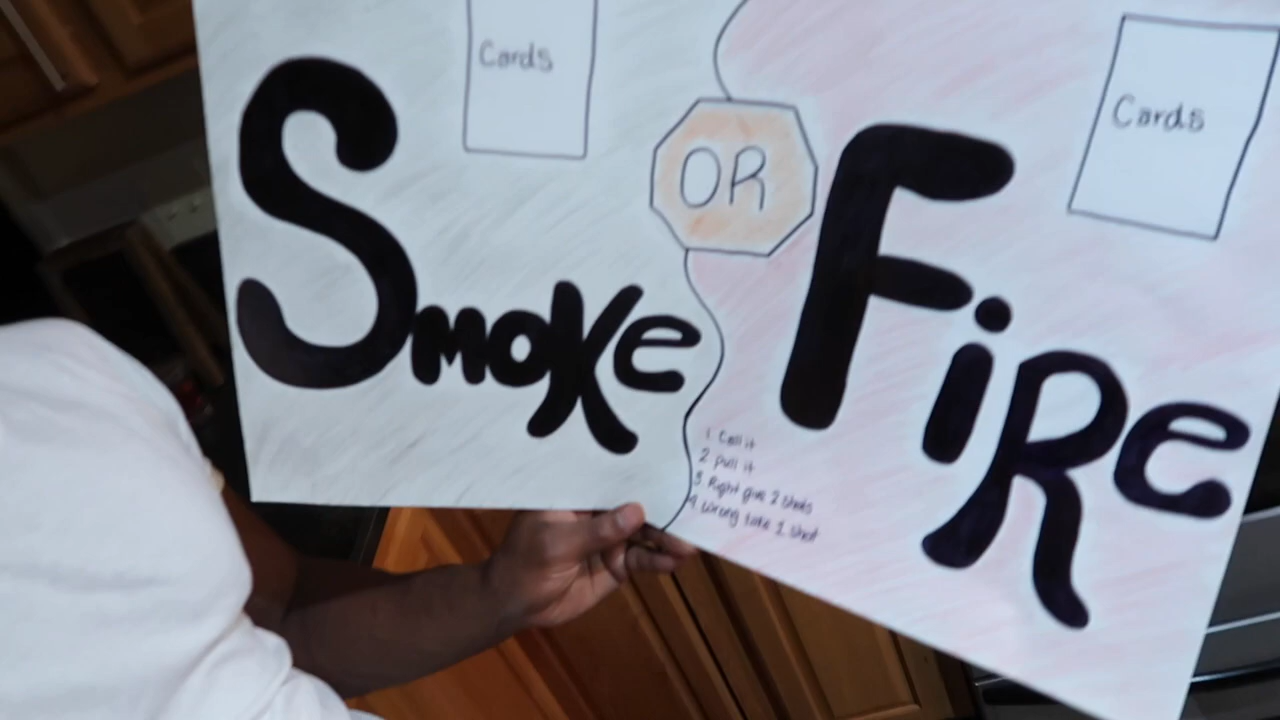 Cards
Cards
OR
Smoke
Fire
1 Call it
2 pull it
3 Right give 2 shots
4 wrong take 1 shot